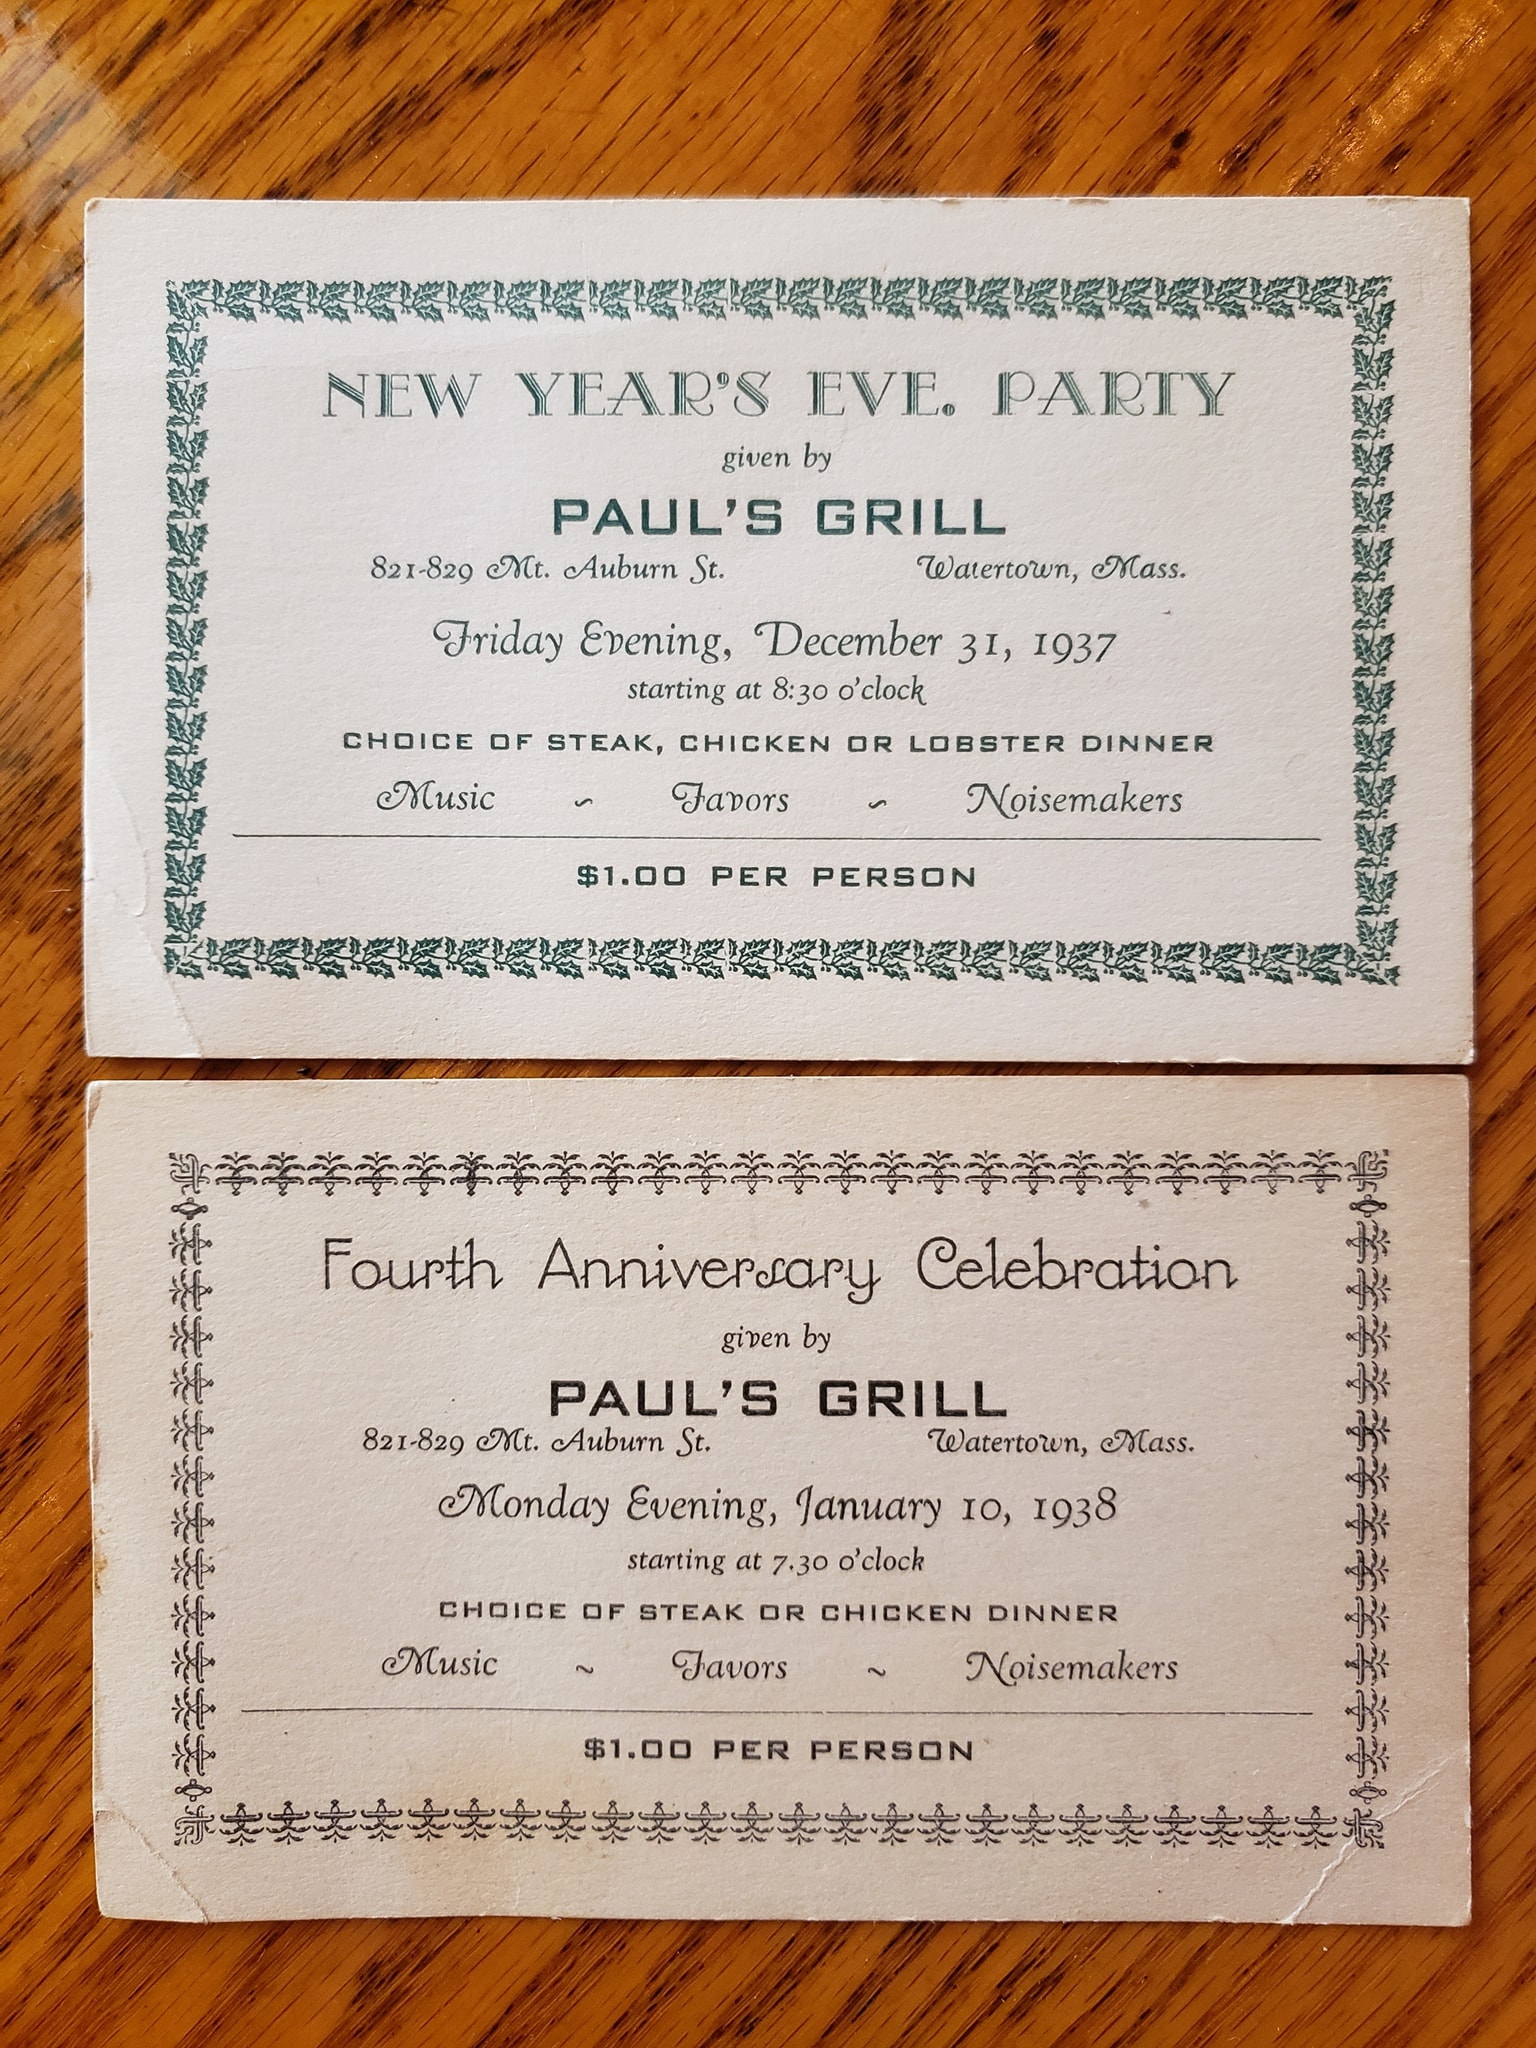 NEW YEAR'S EVE. PARTY
given by
PAUL'S GRILL
821-829 Mt. Auburn St. Watertown, Mass.
Friday Evening, December 31, 1937
starting at 8:30 o'clock
CHOICE OF STEAK, CHICKEN OR LOBSTER DINNER
Music ~ Favors ~ Noisemakers
$1.00 PER PERSON
Fourth Anniversary Celebration
given by
PAUL'S GRILL
821-829 Mt. Auburn St. Watertown, Mass.
Monday Evening, January 10, 1938
starting at 7.30 o'clock
CHOICE OF STEAK OR CHICKEN DINNER
Music ~ Favors ~ Noisemakers
$1.00 PER PERSON